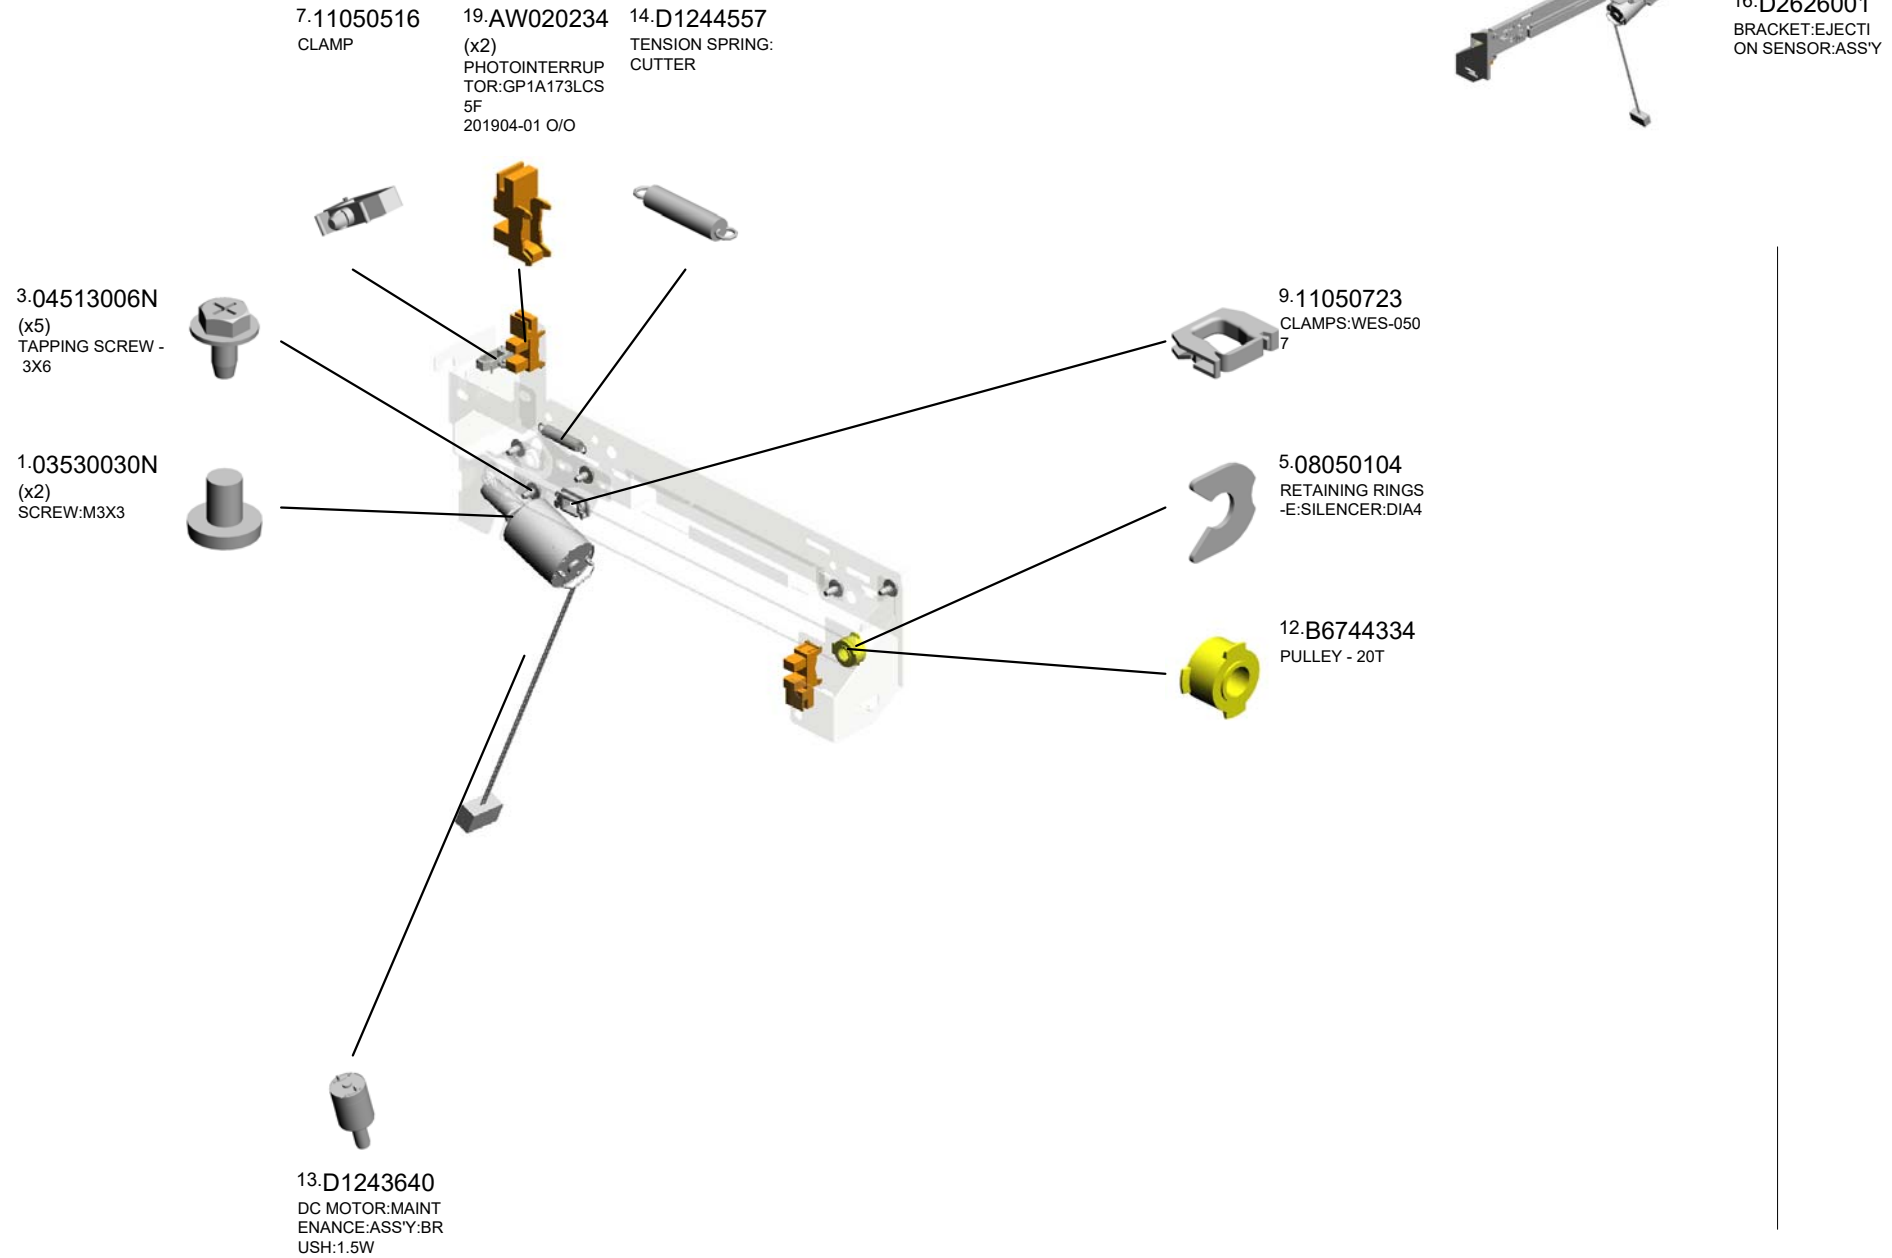 7.11050516
CLAMP
19.AW020234
(x2)
PHOTOINTERRUP
TOR:GP1A173LCS
5F
201904-01 O/O
14.D1244557
TENSION SPRING:
CUTTER
16.D2626001
BRACKET:EJECTI
ON SENSOR:ASS'Y
3.04513006N
(x5)
TAPPING SCREW -
3X6
9.11050723
CLAMPS:WES-050
7
1.03530030N
(x2)
SCREW:M3X3
5.08050104
RETAINING RINGS
-E:SILENCER:DIA4
12.B6744334
PULLEY - 20T
13.D1243640
DC MOTOR:MAINT
ENANCE:ASS'Y:BR
USH:1.5W